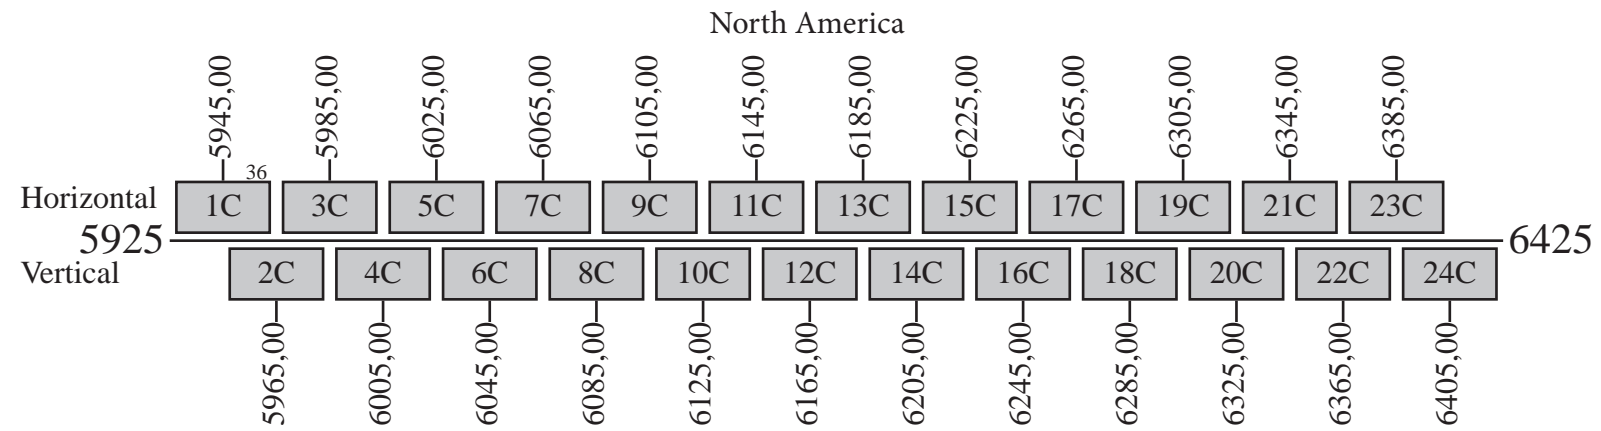 North America
5945,00 5985,00 6025,00 6065,00 6105,00 6145,00 6185,00 6225,00 6265,00 6305,00 6345,00 6385,00
36
Horizontal 1C 3C 5C 7C 9C 11C 13C 15C 17C 19C 21C 23C
5925 6425
Vertical 2C 4C 6C 8C 10C 12C 14C 16C 18C 20C 22C 24C
5965,00 6005,00 6045,00 6085,00 6125,00 6165,00 6205,00 6245,00 6285,00 6325,00 6365,00 6405,00